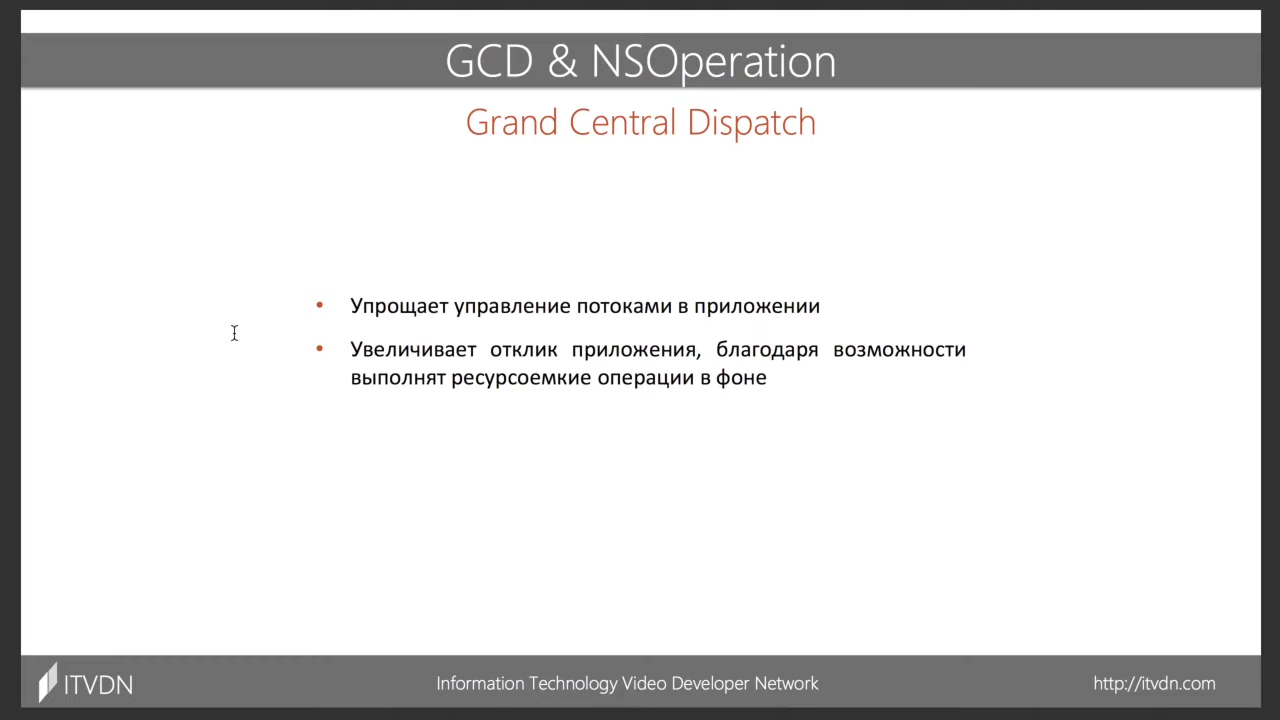 GCD & NSOperation
Grand Central Dispatch
• Упрощает управление потоками в приложении
• Увеличивает отклик приложения, благодаря возможности
выполнят ресурсоемкие операции в фоне
ITVDN
Information Technology Video Developer Network
http://itvdn.com